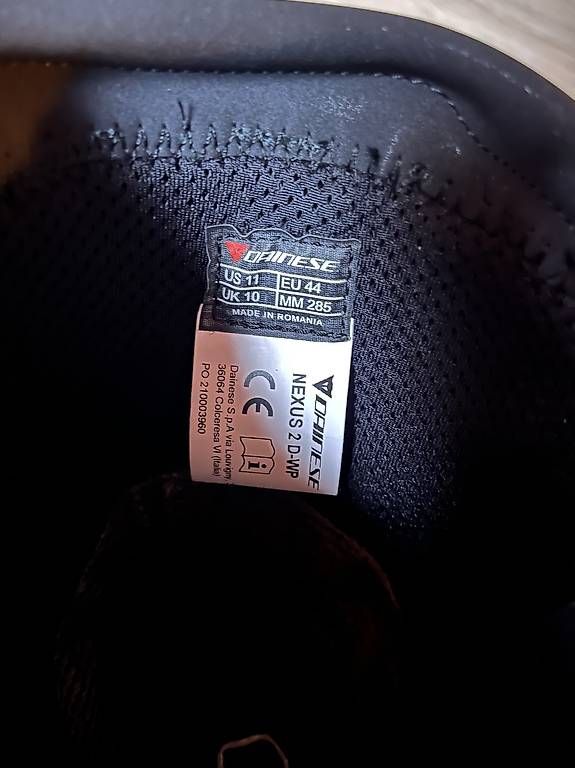 DAINESE
US 11 EU 44
UK 10 MM 285
MADE IN ROMANIA
DAINESE
NEXUS 2 D-WP
CE
i
Dainese S.p.A via Louvigny
36064 Colceresa VI (Italia)
PO 210003960